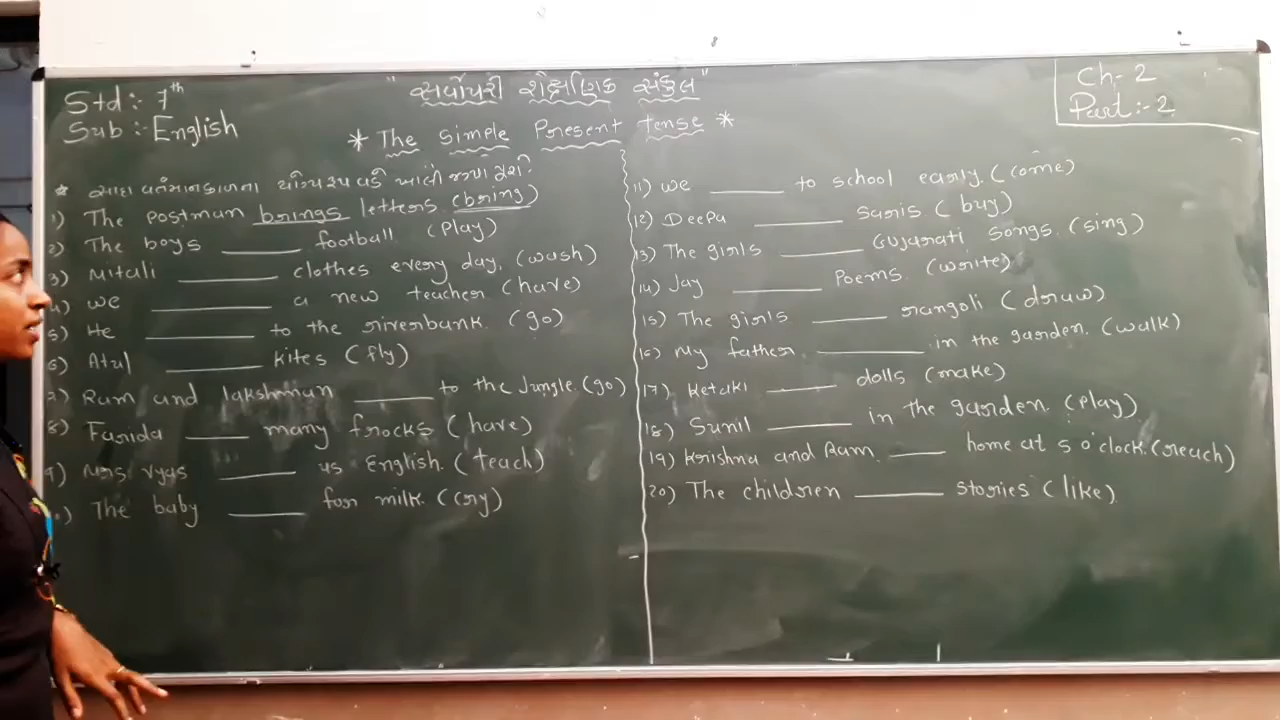 Std :- 7th
Sub :- English
" સર્વોપરી શૈક્ષણિક સંકુલ "
Ch:- 2
Part :- 2
* The Simple Present tense *
* સાદા વર્તમાનકાળના યોગ્ય રૂપ વડે ખાલી જગ્યા પૂરો.
1) The postman brings letters (bring)
2) The boys ______ football (play)
3) Mitali ______ clothes every day. (wash)
4) we ______ a new teacher (have)
5) He ______ to the riverbank. (go)
6) Atul ______ kites (fly)
7) Ram and lakshman ______ to the Jungle. (go)
8) Farida ______ many frocks (have)
9) Mrs vyas ______ us English. (teach)
10) The baby ______ for milk. (cry)
11) we ______ to school early. (come)
12) Deepa ______ saris (buy)
13) The girls ______ Gujarati songs. (sing)
14) Jay ______ Poems. (write)
15) The girls ______ rangoli (draw)
16) My father ______ in the garden. (walk)
17) Ketaki ______ dolls (make)
18) Sunil ______ in the garden. (play)
19) Krishna and Ram ______ home at 5 o'clock. (reach)
20) The children ______ stories (like).